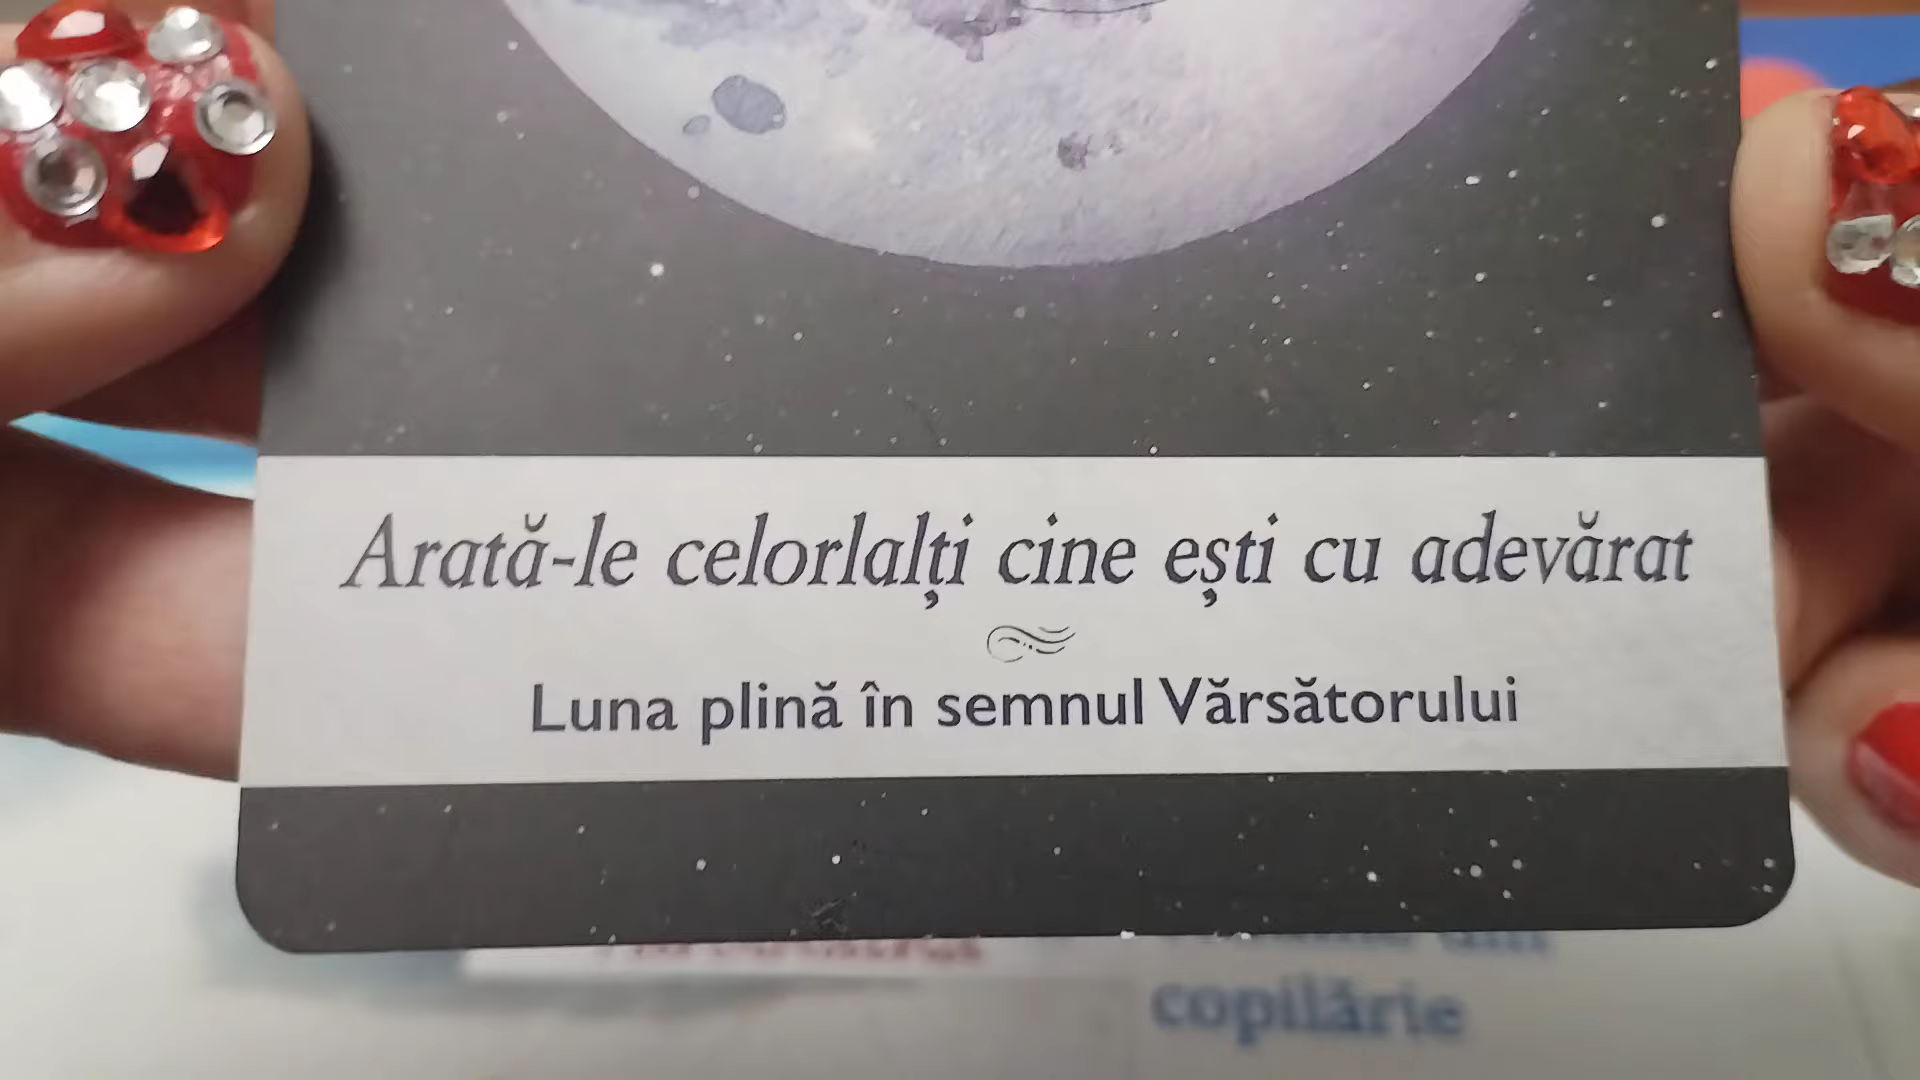 Arată-le celorlalți cine ești cu adevărat
Luna plină în semnul Vărsătorului
copilărie